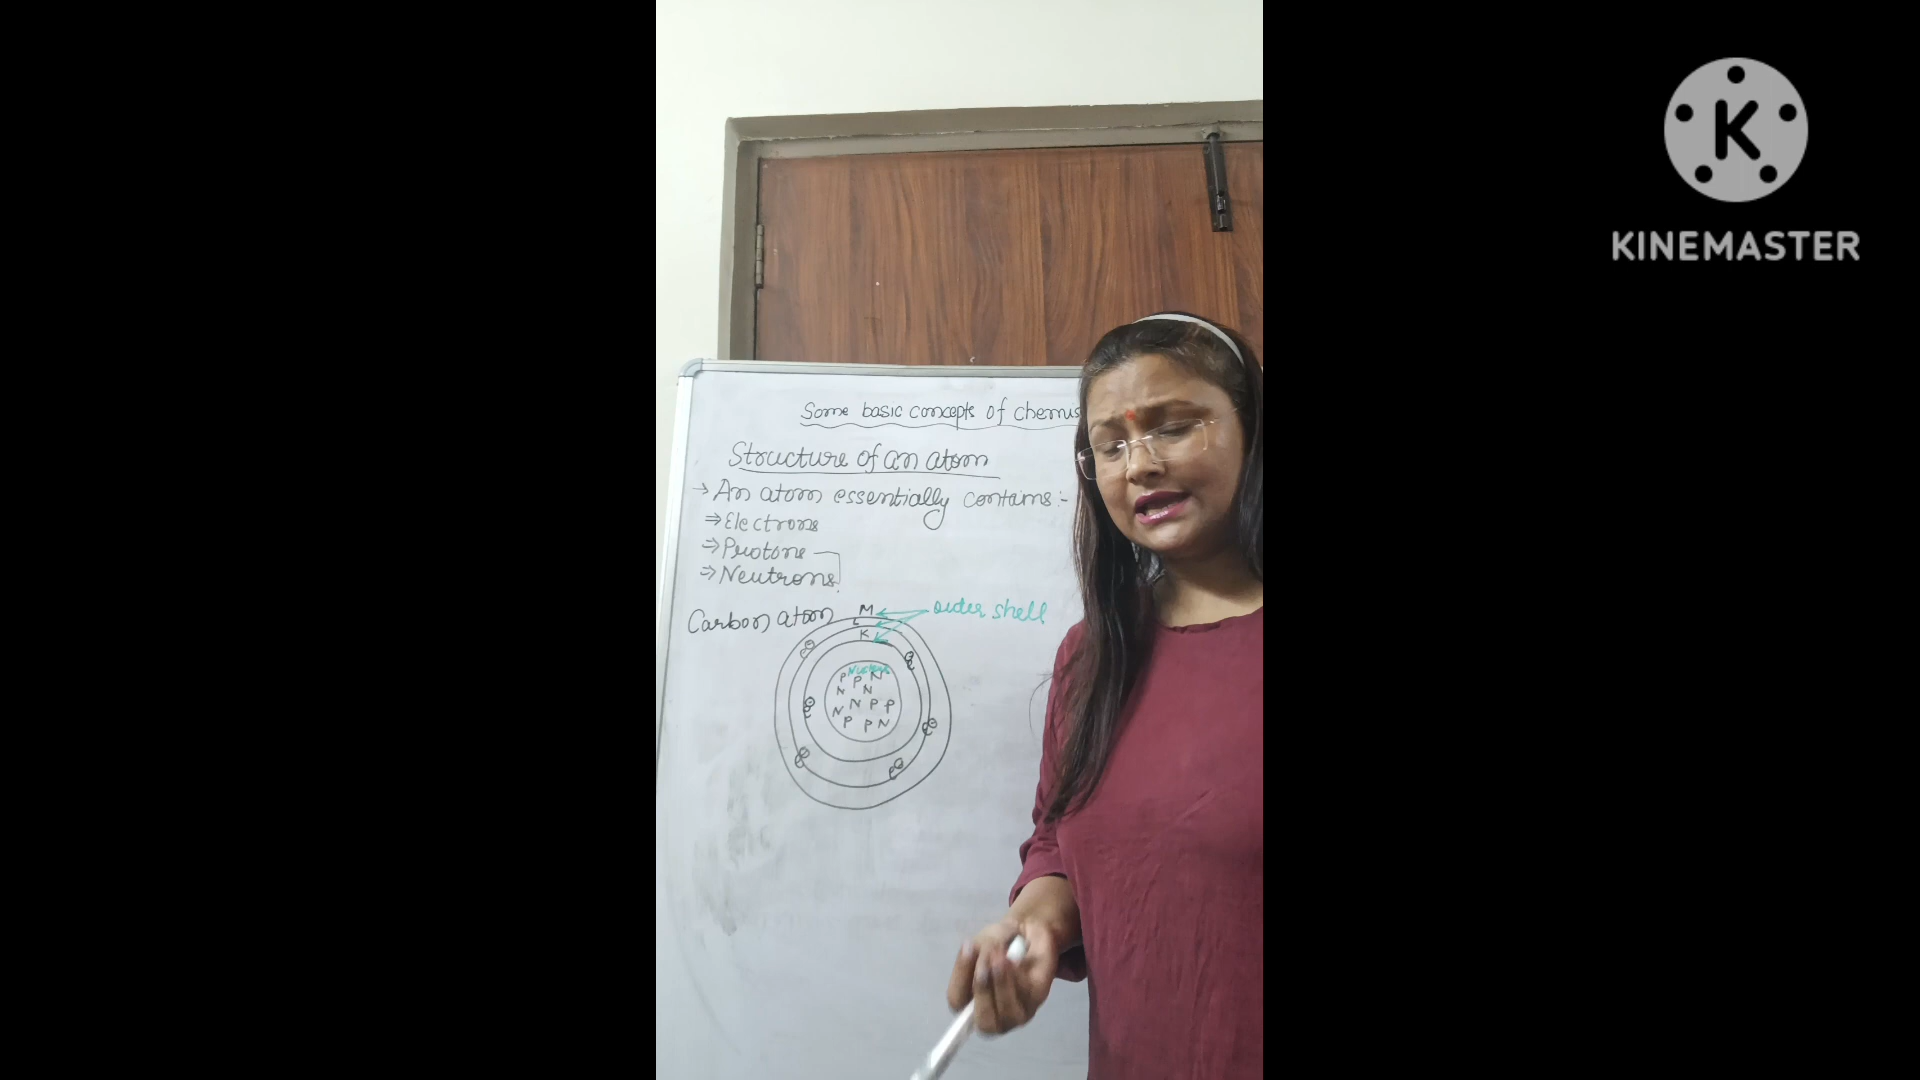 KINEMASTER
Some basic concepts of chemis
Structure of an atom
→ An atom essentially contains:-
⇒ Electrons
⇒ Protons
⇒ Neutrons
Carbon atom
M
L
K
outer shell
Nucleus
P P N
N N
N P P
N
P P N